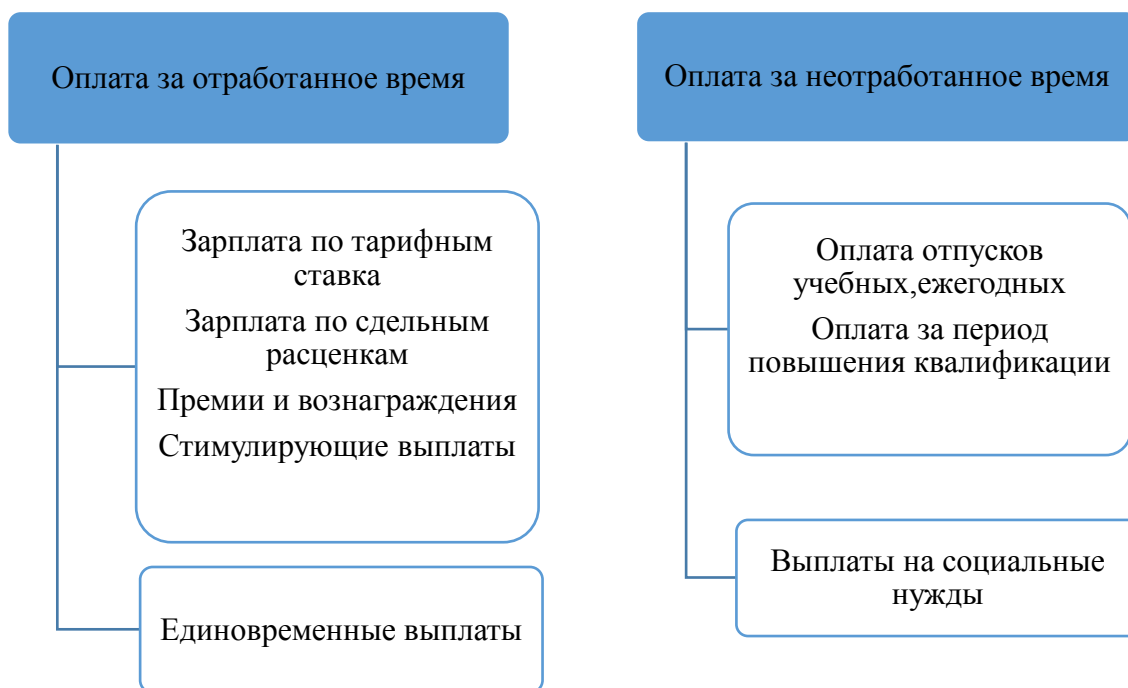 Оплата за отработанное время
Зарплата по тарифным
ставка
Зарплата по сдельным
расценкам
Премии и вознаграждения
Стимулирующие выплаты
Единовременные выплаты
Оплата за неотработанное время
Оплата отпусков
учебных,ежегодных
Оплата за период
повышения квалификации
Выплаты на социальные
нужды